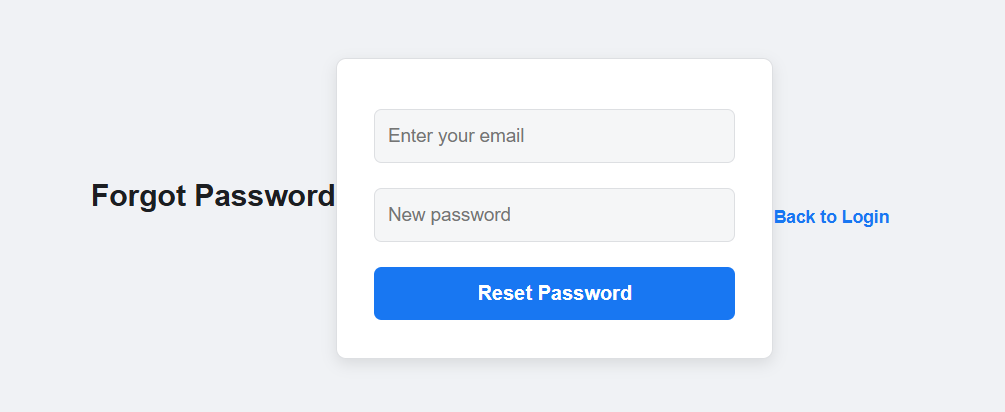 Forgot Password
Enter your email
New password
Reset Password
Back to Login